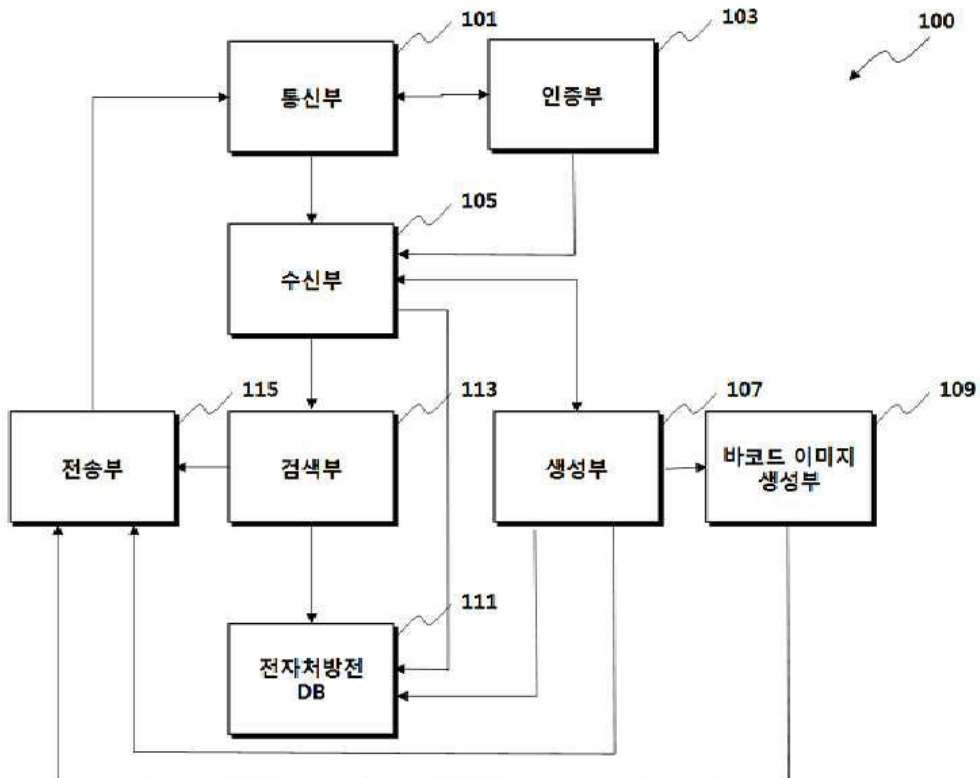 101
103
100
통신부
인증부
105
수신부
115
113
107
109
전송부
검색부
생성부
바코드 이미지
생성부
111
전자처방전
DB